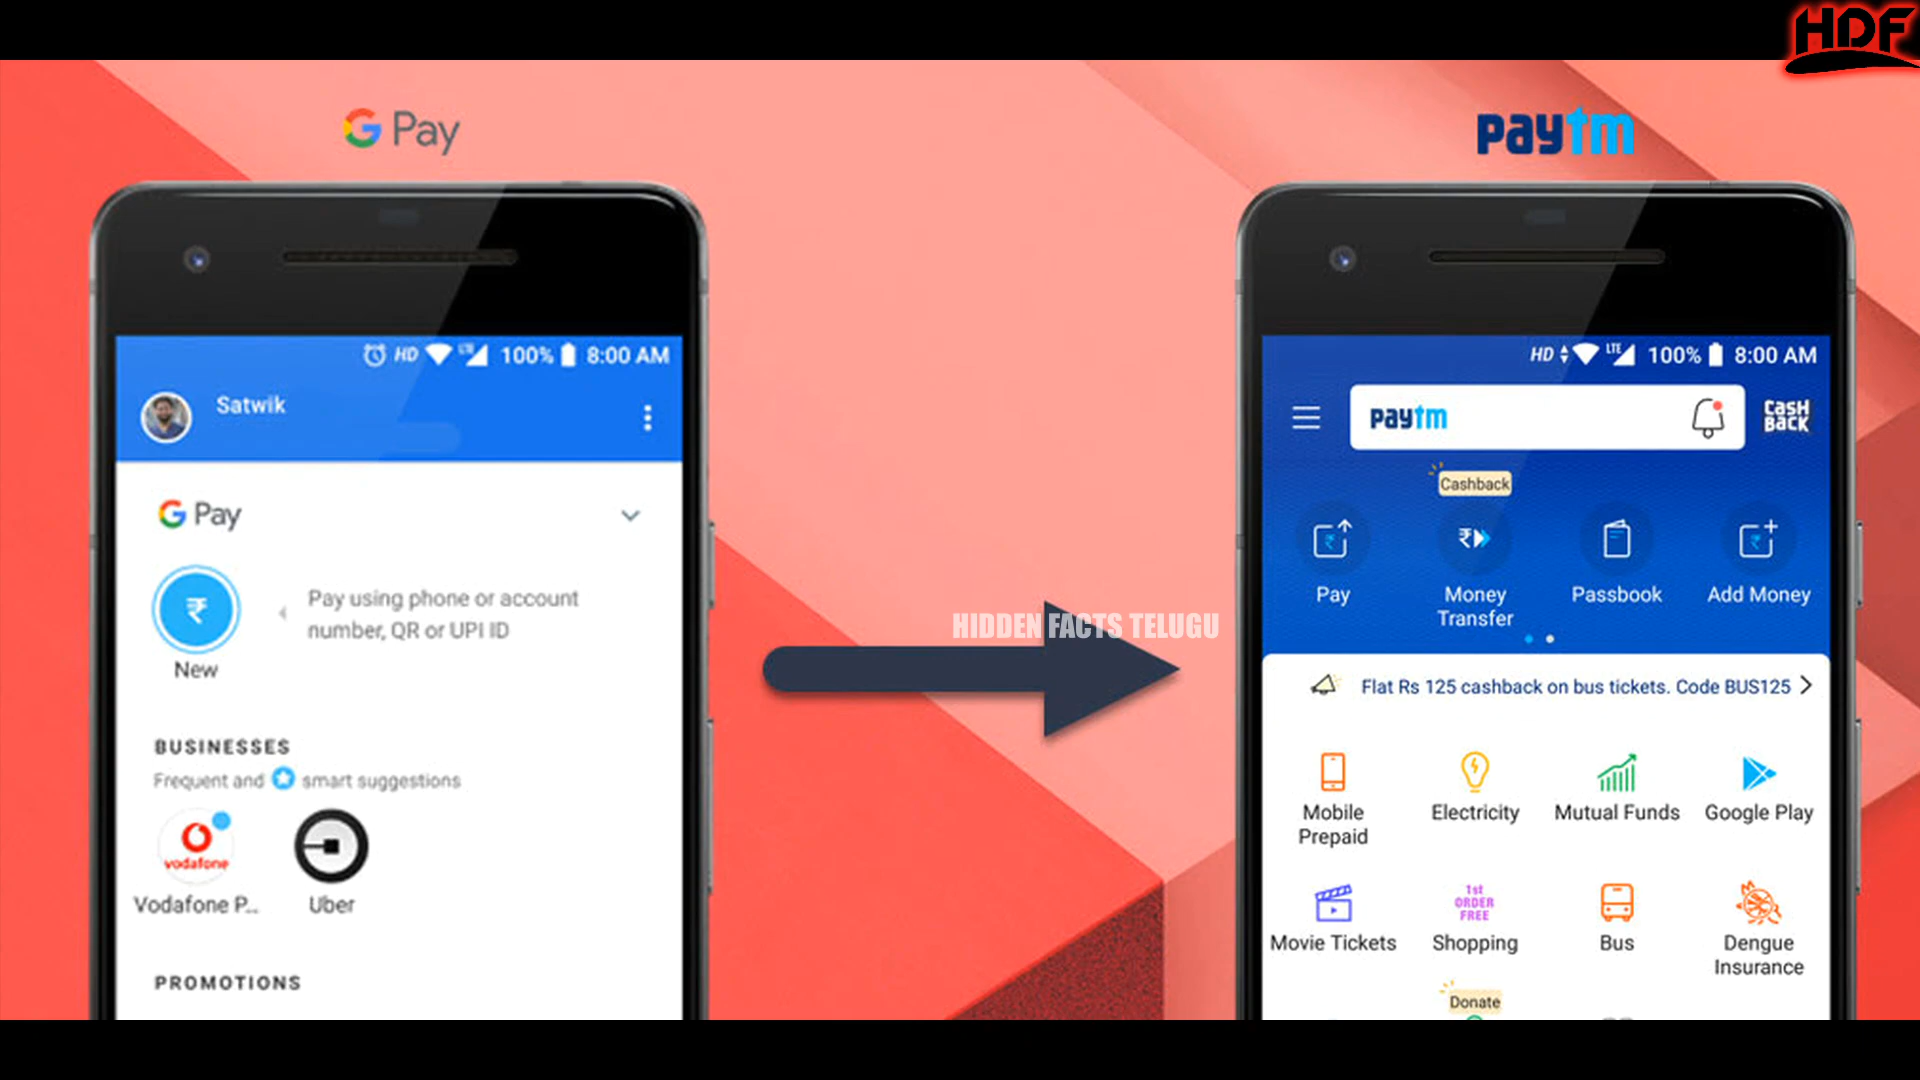 HDF
G Pay
paytm
HD LTE 100% 8:00 AM
Satwik
G Pay
Pay using phone or account
number, QR or UPI ID
₹
New
BUSINESSES
Frequent and smart suggestions
vodafone
Vodafone P...
Uber
PROMOTIONS
HIDDEN FACTS TELUGU
HD LTE 100% 8:00 AM
paytm
CASH
BACK
Cashback
₹ ₹ ₹
Pay Money Transfer Passbook Add Money
Flat Rs 125 cashback on bus tickets. Code BUS125
Mobile Prepaid Electricity Mutual Funds Google Play
1st
ORDER
FREE
Movie Tickets Shopping Bus Dengue Insurance
Donate